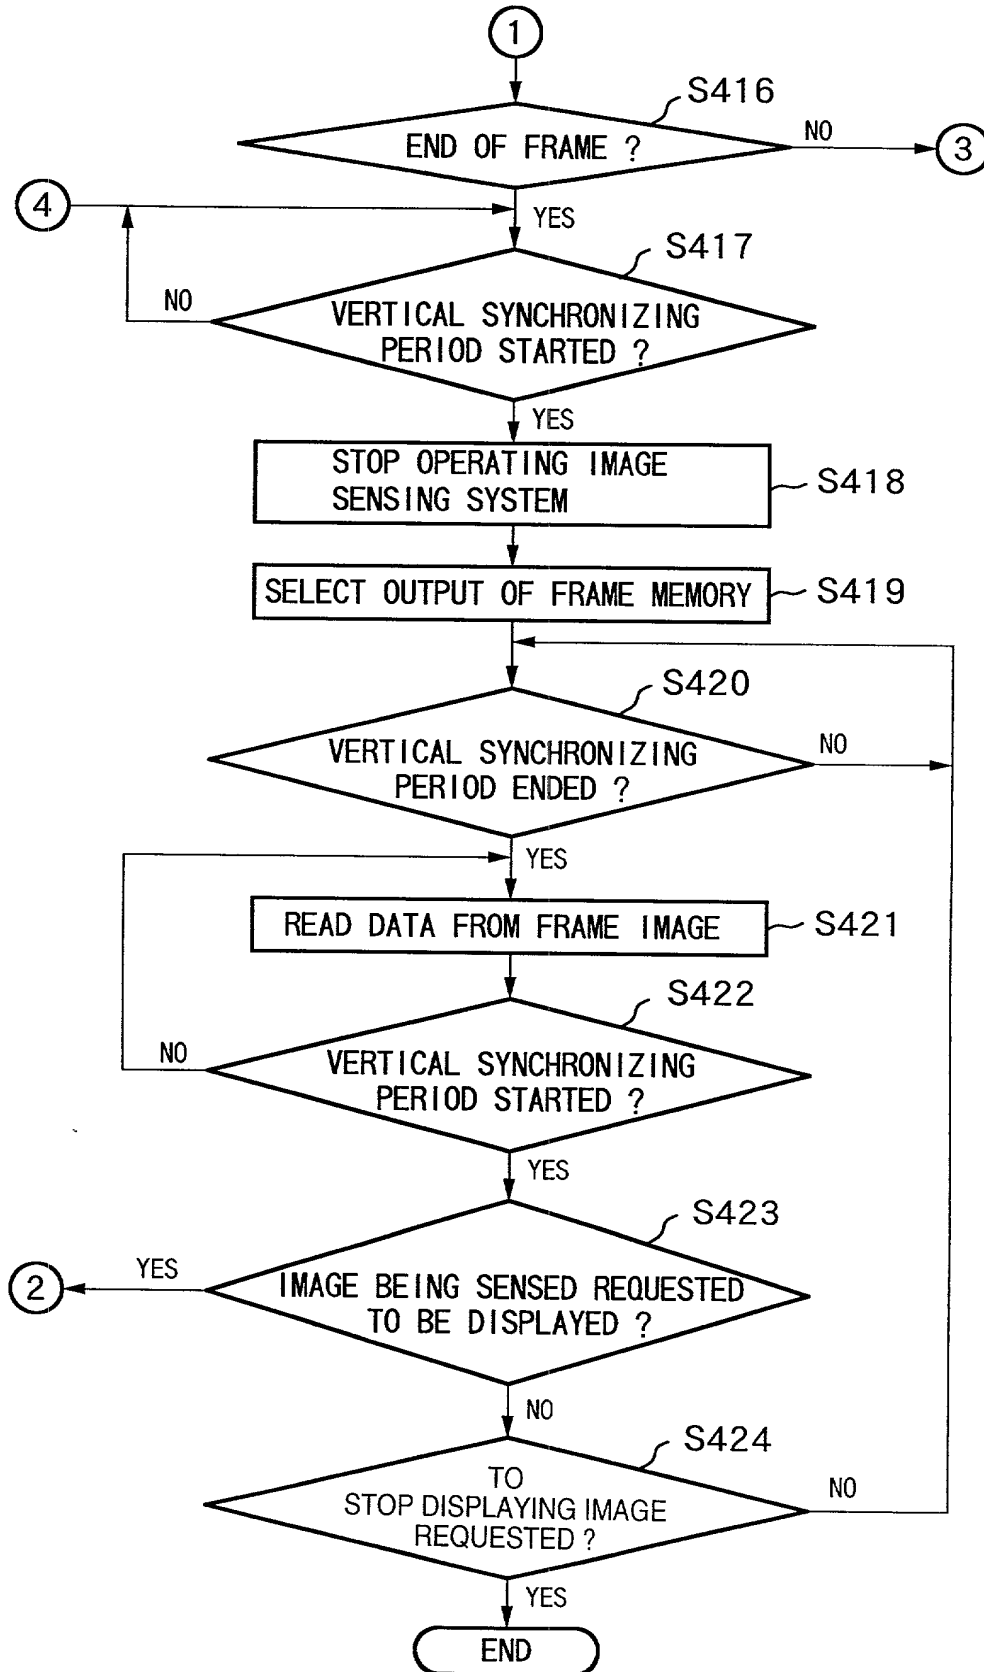 1
S416
END OF FRAME ?
NO
3
4
YES
S417
NO
VERTICAL SYNCHRONIZING
PERIOD STARTED ?
YES
STOP OPERATING IMAGE
SENSING SYSTEM
S418
SELECT OUTPUT OF FRAME MEMORY
S419
S420
VERTICAL SYNCHRONIZING
PERIOD ENDED ?
NO
YES
READ DATA FROM FRAME IMAGE
S421
S422
NO
VERTICAL SYNCHRONIZING
PERIOD STARTED ?
YES
S423
2
YES
IMAGE BEING SENSED REQUESTED
TO BE DISPLAYED ?
NO
S424
TO
STOP DISPLAYING IMAGE
REQUESTED ?
NO
YES
END